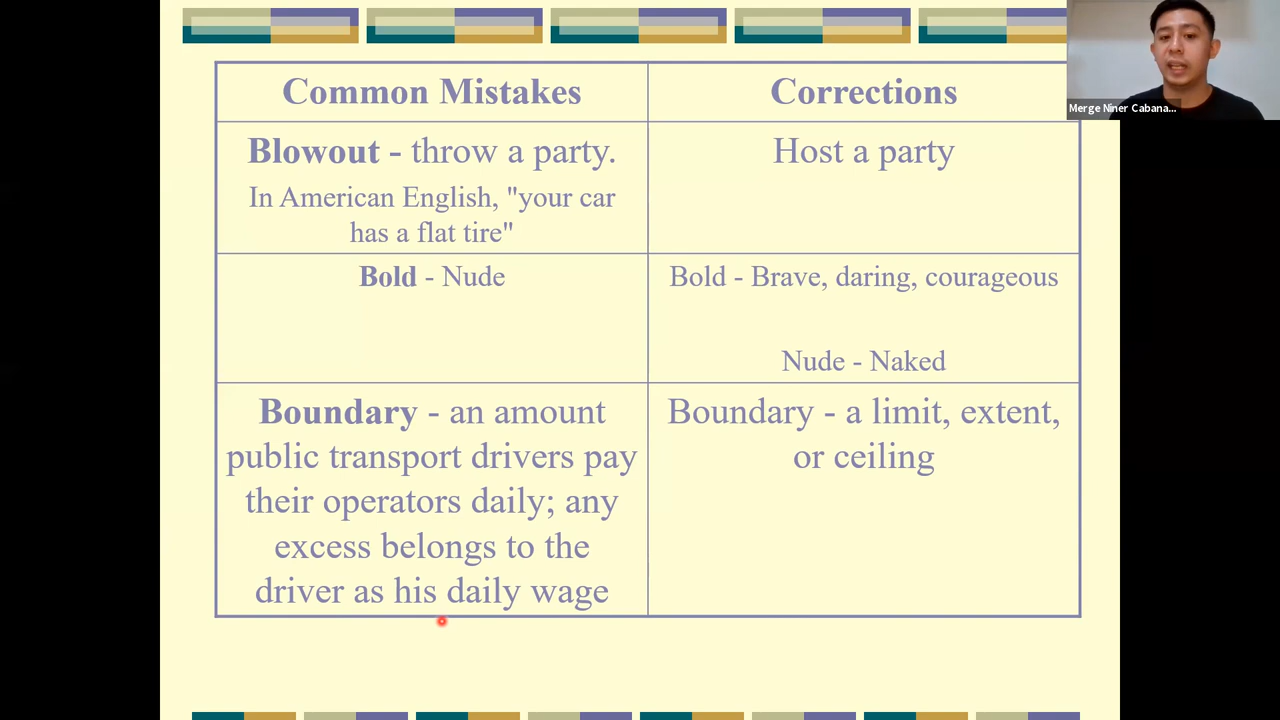 Common Mistakes
Corrections
Blowout - throw a party.
In American English, "your car
has a flat tire"
Host a party
Bold - Nude
Bold - Brave, daring, courageous
Nude - Naked
Boundary - an amount
public transport drivers pay
their operators daily; any
excess belongs to the
driver as his daily wage
Boundary - a limit, extent,
or ceiling
Merge Niner Cabana...